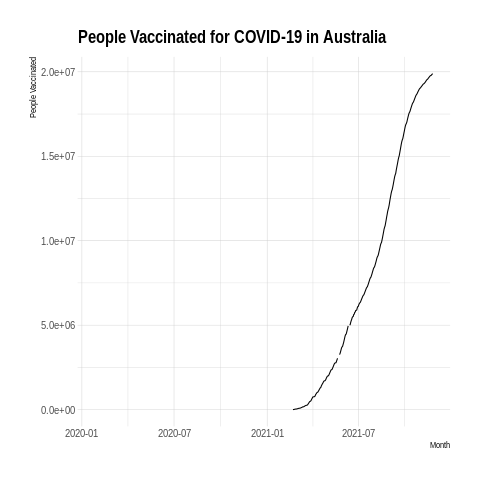 People Vaccinated for COVID-19 in Australia
People Vaccinated
2.0e+07
1.5e+07
1.0e+07
5.0e+06
0.0e+00
2020-01 2020-07 2021-01 2021-07
Month